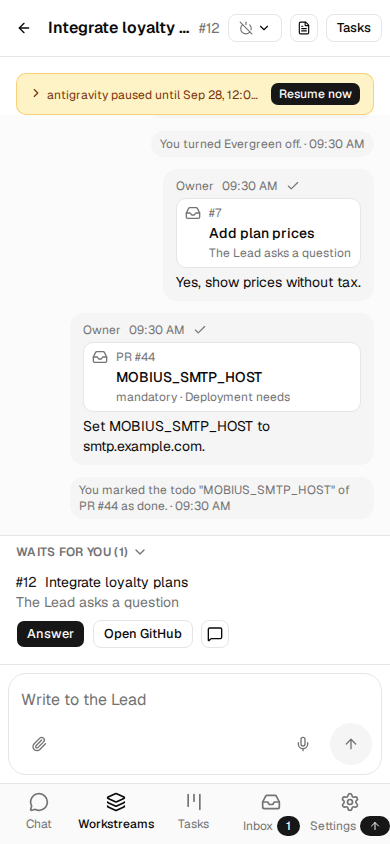 Integrate loyalty ... #12 Tasks
antigravity paused until Sep 28, 12:0... Resume now
You turned Evergreen off. · 09:30 AM
Owner 09:30 AM
#7
Add plan prices
The Lead asks a question
Yes, show prices without tax.
Owner 09:30 AM
PR #44
MOBIUS_SMTP_HOST
mandatory · Deployment needs
Set MOBIUS_SMTP_HOST to
smtp.example.com.
You marked the todo "MOBIUS_SMTP_HOST" of
PR #44 as done. · 09:30 AM
WAITS FOR YOU (1)
#12 Integrate loyalty plans
The Lead asks a question
Answer Open GitHub
Write to the Lead
Chat Workstreams Tasks Inbox 1 Settings